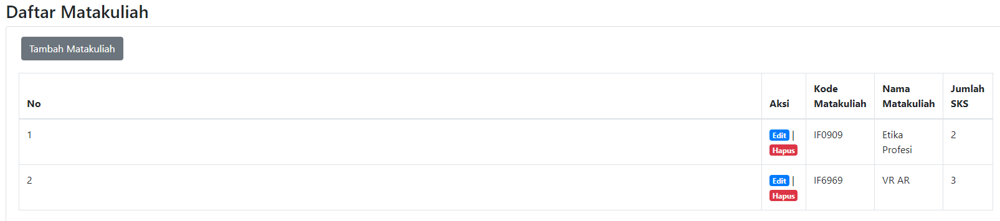 Daftar Matakuliah
Tambah Matakuliah
No Aksi Kode Matakuliah Nama Matakuliah Jumlah SKS
1 Edit | Hapus IF0909 Etika Profesi 2
2 Edit | Hapus IF6969 VR AR 3